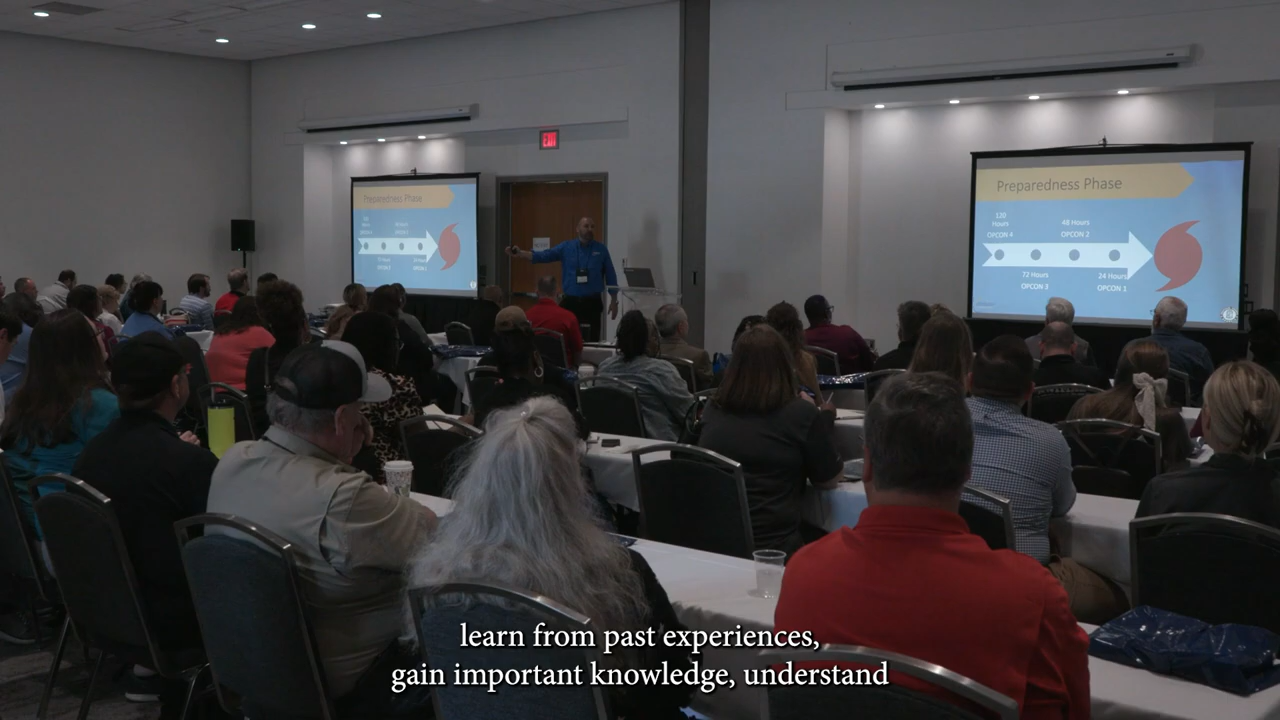 EXIT
Preparedness Phase
Preparedness Phase
120
Hours
48 Hours
OPCON 4
OPCON 2
72 Hours
24 Hours
OPCON 3
OPCON 1
learn from past experiences,
gain important knowledge, understand